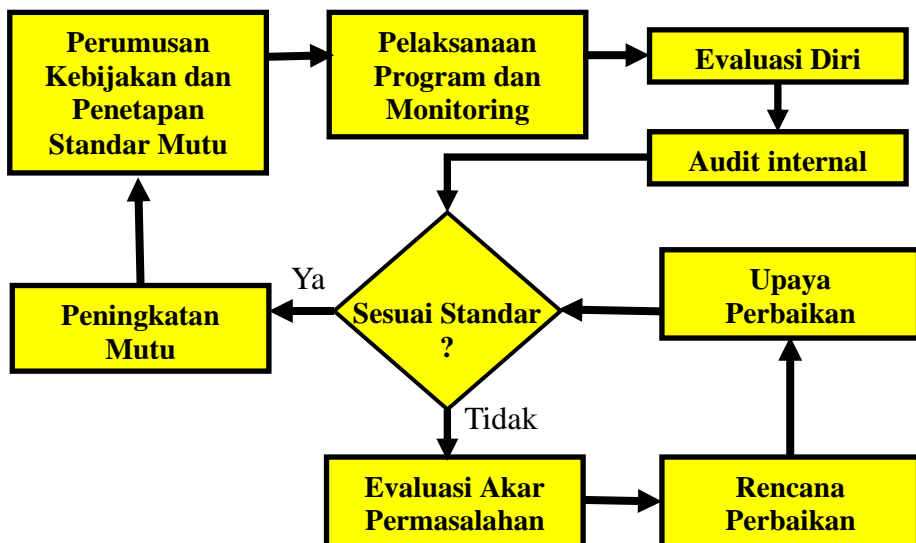 Perumusan
Kebijakan dan
Penetapan
Standar Mutu
Pelaksanaan
Program dan
Monitoring
Evaluasi Diri
Audit internal
Sesuai Standar
?
Ya
Peningkatan
Mutu
Tidak
Evaluasi Akar
Permasalahan
Rencana
Perbaikan
Upaya
Perbaikan